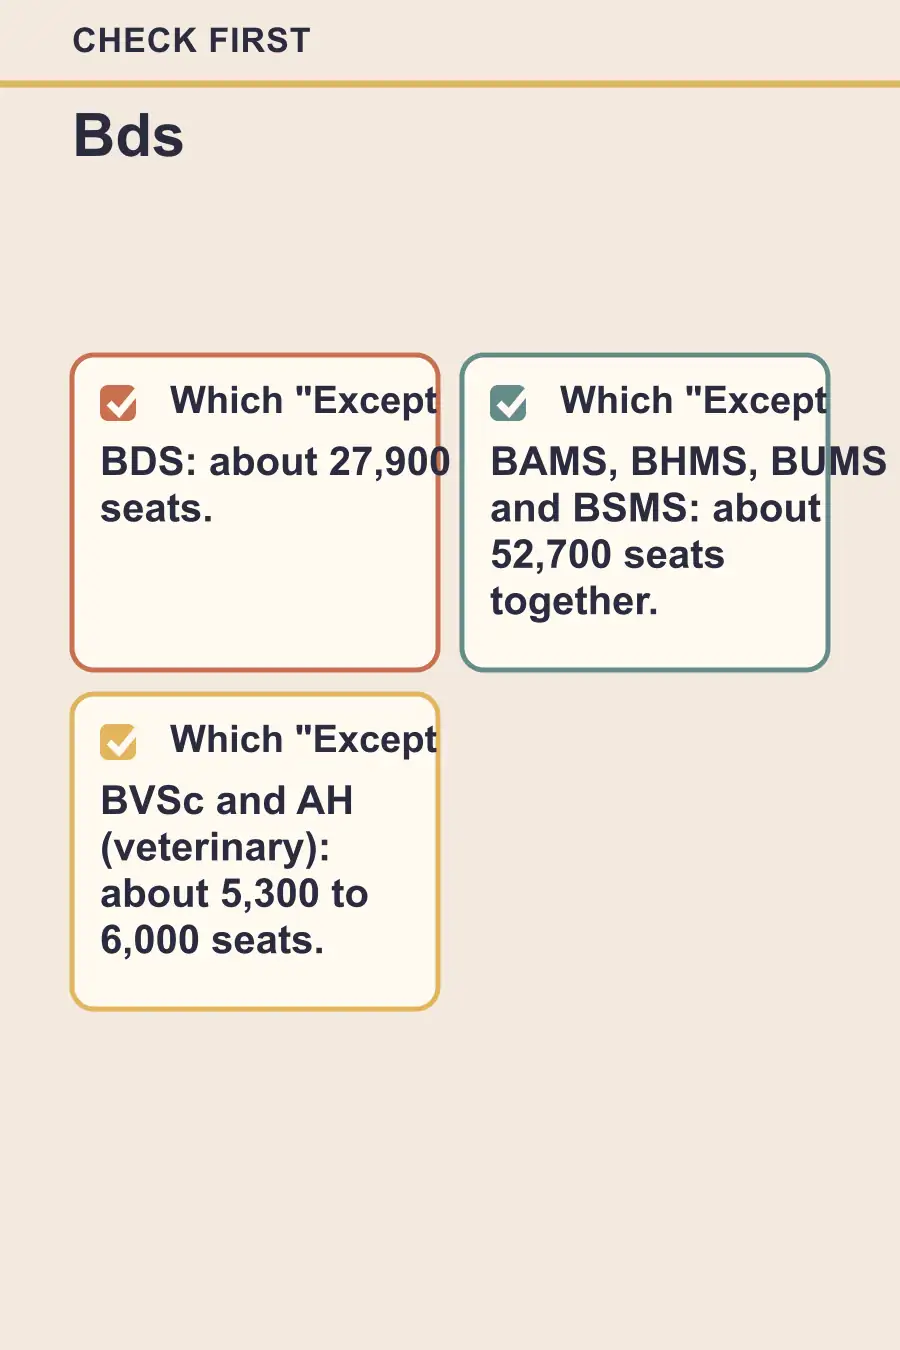 CHECK FIRST
Bds
Which "Except
BDS: about 27,900
seats.
Which "Except
BAMS, BHMS, BUMS
and BSMS: about
52,700 seats
together.
Which "Except
BVSc and AH
(veterinary):
about 5,300 to
6,000 seats.